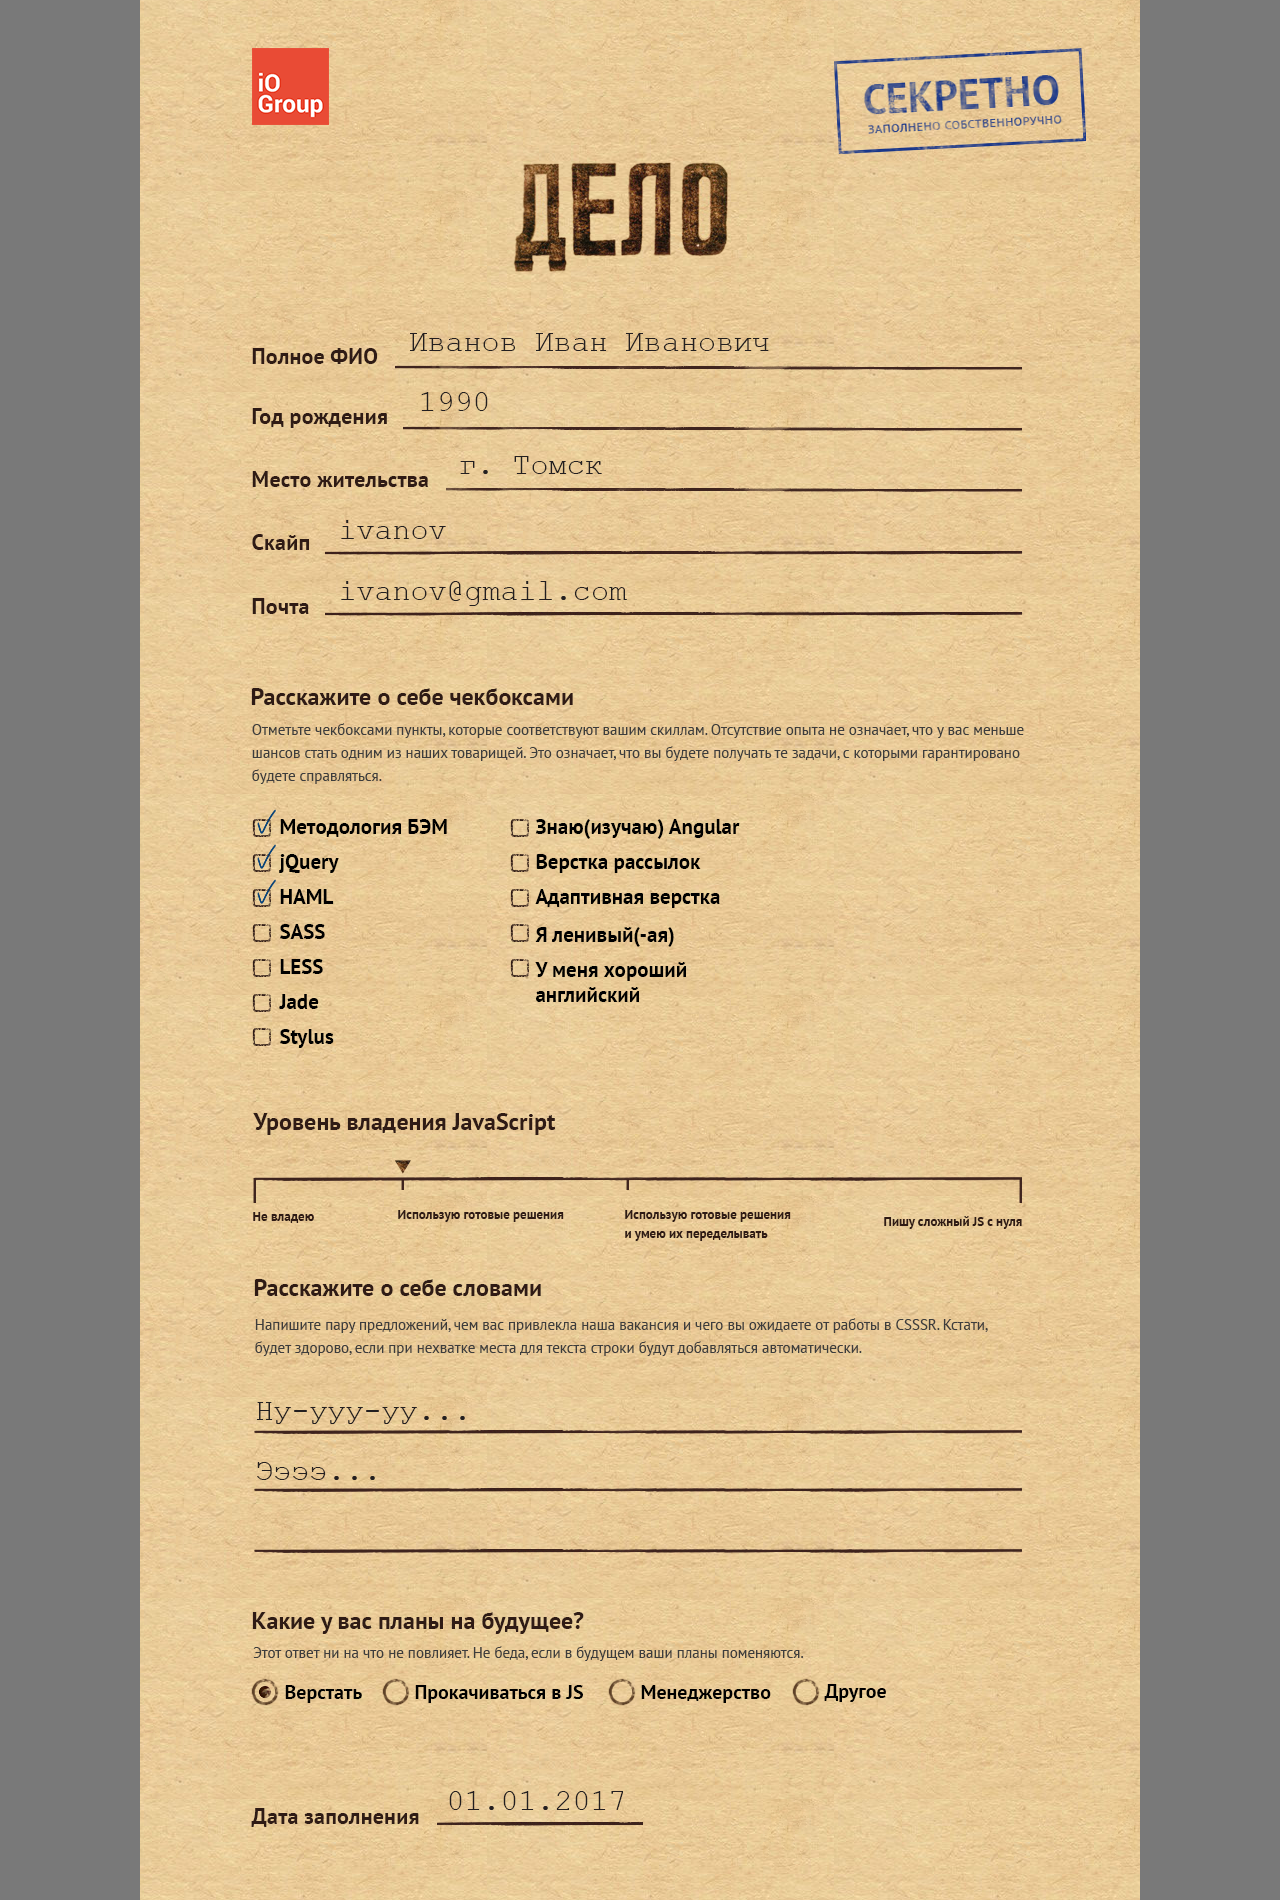 iO
Group
СЕКРЕТНО
ЗАПОЛНЕНО СОБСТВЕННОРУЧНО
ДЕЛО
Полное ФИО Иванов Иван Иванович
Год рождения 1990
Место жительства г. Томск
Скайп ivanov
Почта ivanov@gmail.com
Расскажите о себе чекбоксами
Отметьте чекбоксами пункты, которые соответствуют вашим скиллам. Отсутствие опыта не означает, что у вас меньше
шансов стать одним из наших товарищей. Это означает, что вы будете получать те задачи, с которыми гарантировано
будете справляться.
Методология БЭМ
jQuery
HAML
SASS
LESS
Jade
Stylus
Знаю(изучаю) Angular
Верстка рассылок
Адаптивная верстка
Я ленивый(-ая)
У меня хороший
английский
Уровень владения JavaScript
Не владею
Использую готовые решения
Использую готовые решения
и умею их переделывать
Пишу сложный JS с нуля
Расскажите о себе словами
Напишите пару предложений, чем вас привлекла наша вакансия и чего вы ожидаете от работы в CSSSR. Кстати,
будет здорово, если при нехватке места для текста строки будут добавляться автоматически.
Ну-ууу-уу...
Ээээ...
Какие у вас планы на будущее?
Этот ответ ни на что не повлияет. Не беда, если в будущем ваши планы поменяются.
Верстать Прокачиваться в JS Менеджерство Другое
Дата заполнения 01.01.2017